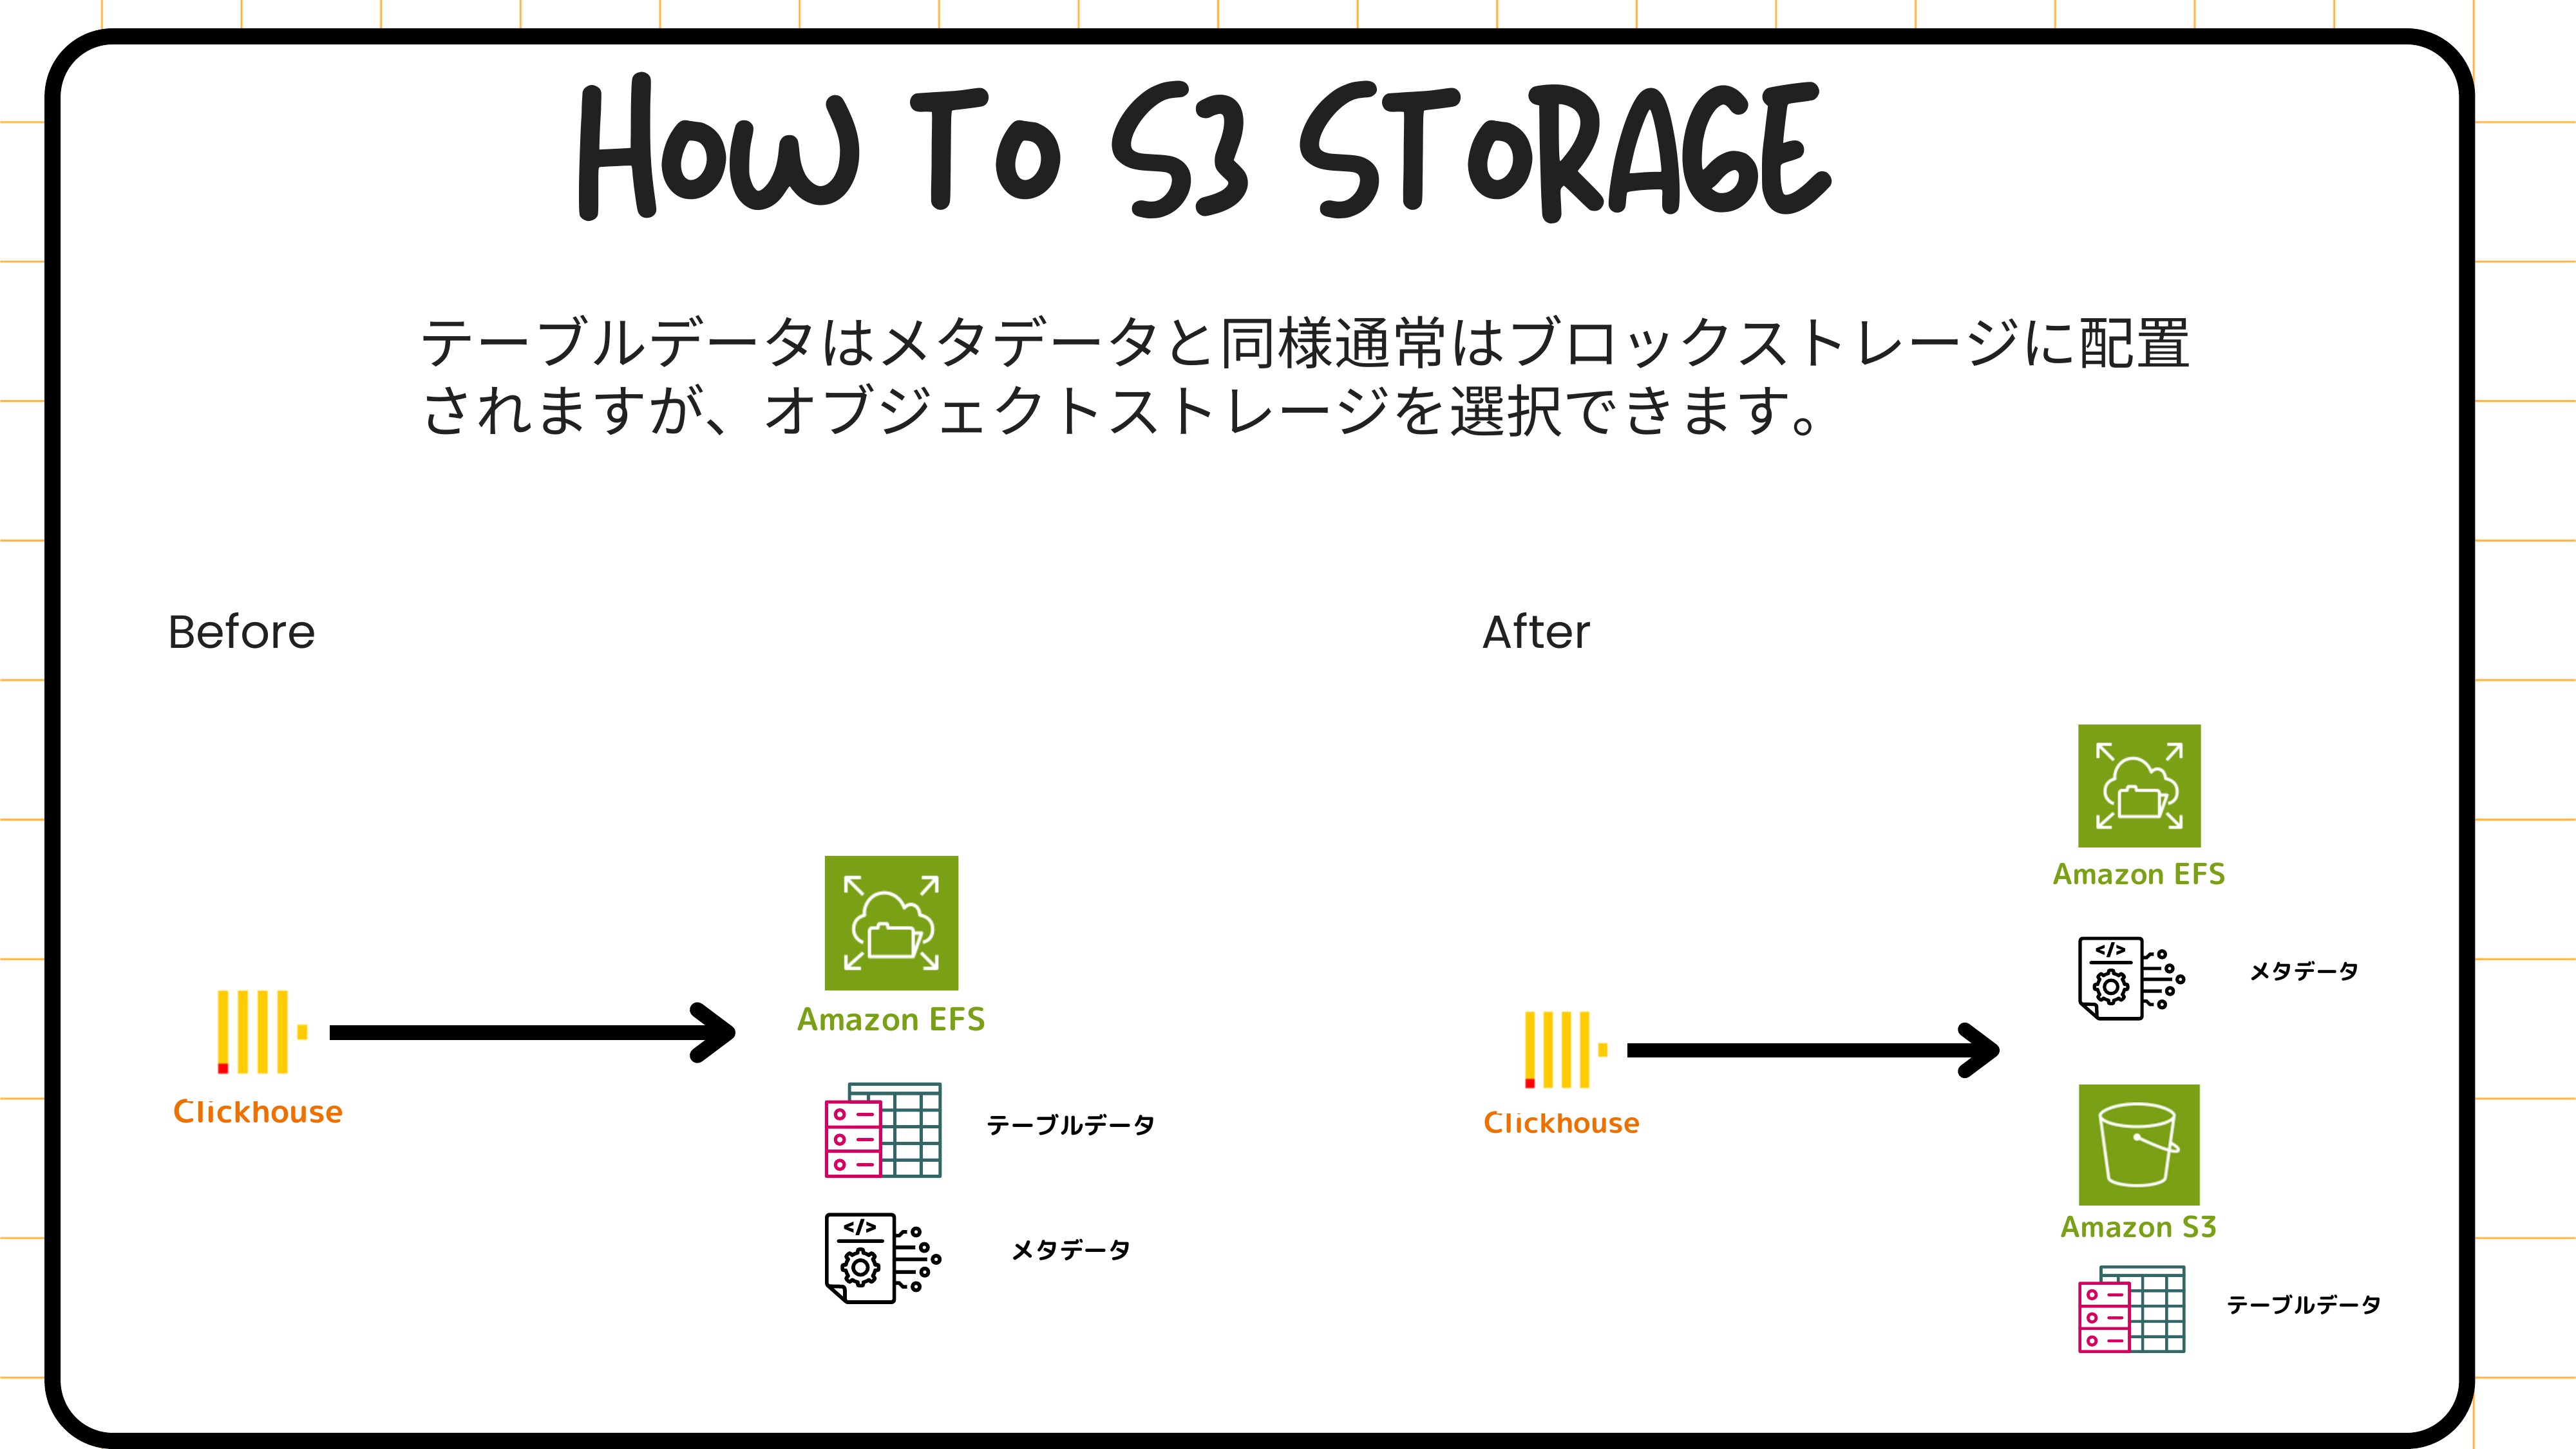 How To S3 STORAGE
テーブルデータはメタデータと同様通常はブロックストレージに配置
されますが、オブジェクトストレージを選択できます。
Before
Amazon EFS
Clickhouse
テーブルデータ
</>
メタデータ
After
Amazon EFS
</>
メタデータ
Clickhouse
Amazon S3
テーブルデータ